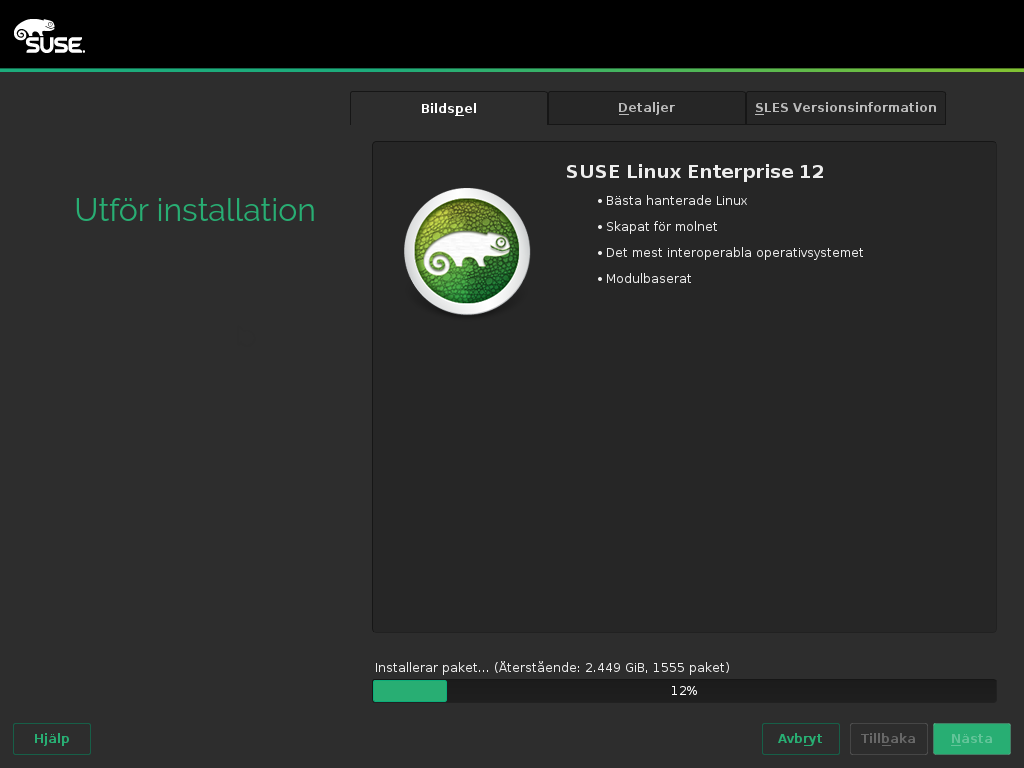 SUSE.
Bildspel
Detaljer
SLES Versionsinformation
Utför installation
SUSE Linux Enterprise 12
• Bästa hanterade Linux
• Skapat för molnet
• Det mest interoperabla operativsystemet
• Modulbaserat
Installerar paket... (Återstående: 2.449 GiB, 1555 paket)
12%
Hjälp
Avbryt
Tillbaka
Nästa